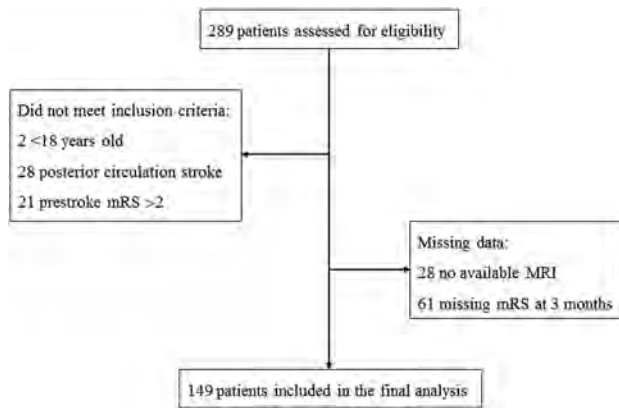 289 patients assessed for eligibility
Did not meet inclusion criteria:
2 <18 years old
28 posterior circulation stroke
21 prestroke mRS >2
Missing data:
28 no available MRI
61 missing mRS at 3 months
149 patients included in the final analysis